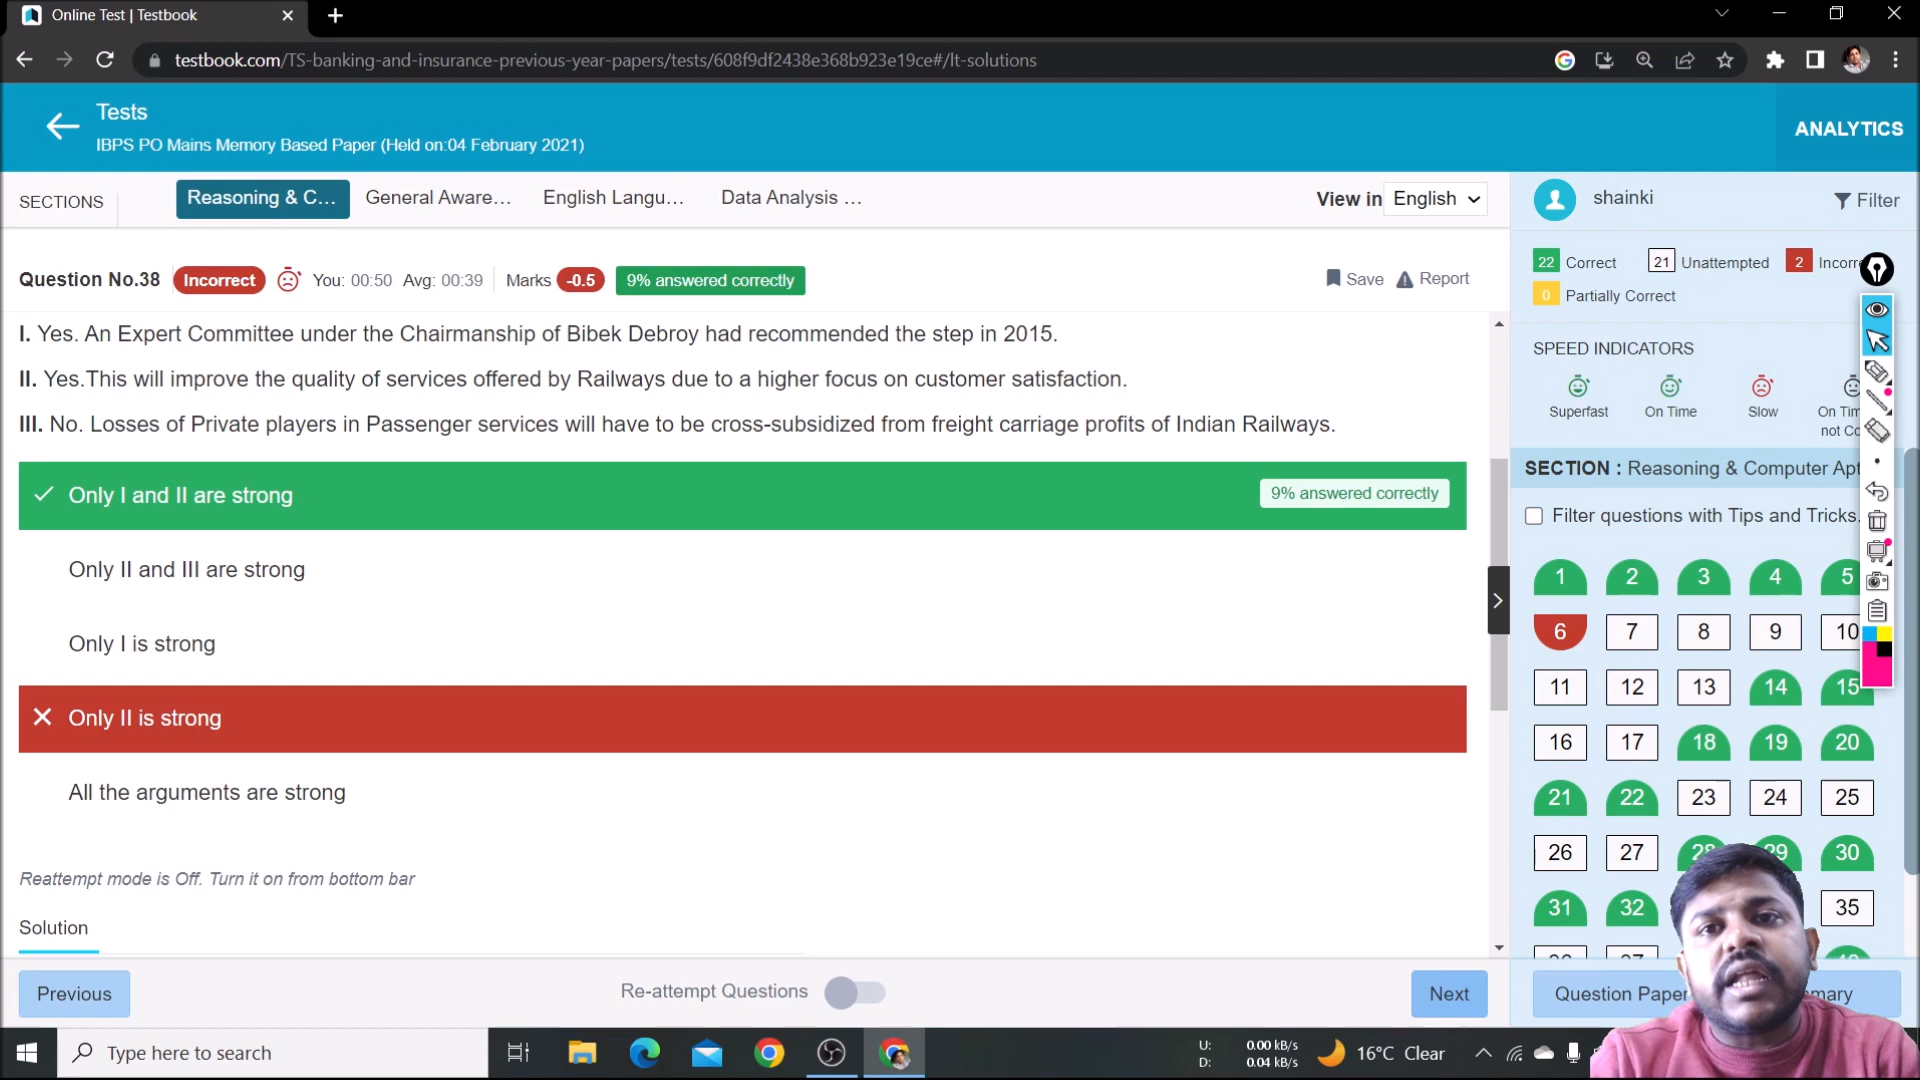 Online Test | Testbook
testbook.com/TS-banking-and-insurance-previous-year-papers/tests/608f9df2438e368b923e19ce#/lt-solutions
Tests
IBPS PO Mains Memory Based Paper (Held on:04 February 2021)
ANALYTICS
SECTIONS
Reasoning & C...
General Aware...
English Langu...
Data Analysis ...
View in
English
shainki
Filter
Question No.38
Incorrect
You: 00:50 Avg: 00:39
Marks
-0.5
9% answered correctly
Save
Report
22 Correct
21 Unattempted
2
0 Partially Correct
I. Yes. An Expert Committee under the Chairmanship of Bibek Debroy had recommended the step in 2015.
II. Yes.This will improve the quality of services offered by Railways due to a higher focus on customer satisfaction.
III. No. Losses of Private players in Passenger services will have to be cross-subsidized from freight carriage profits of Indian Railways.
Only I and II are strong
9% answered correctly
Only II and III are strong
Only I is strong
Only II is strong
All the arguments are strong
Reattempt mode is Off. Turn it on from bottom bar
Solution
Previous
Re-attempt Questions
Next
SPEED INDICATORS
Superfast
On Time
Slow
SECTION : Reasoning & Computer Apt
Filter questions with Tips and Tricks.
1 2 3 4 5
6 7 8 9 10
11 12 13 14 15
16 17 18 19 20
21 22 23 24 25
26 27 28 29 30
31 32 35
Question Paper
Type here to search
U: 0.00 kB/s
D: 0.04 kB/s
16°C Clear